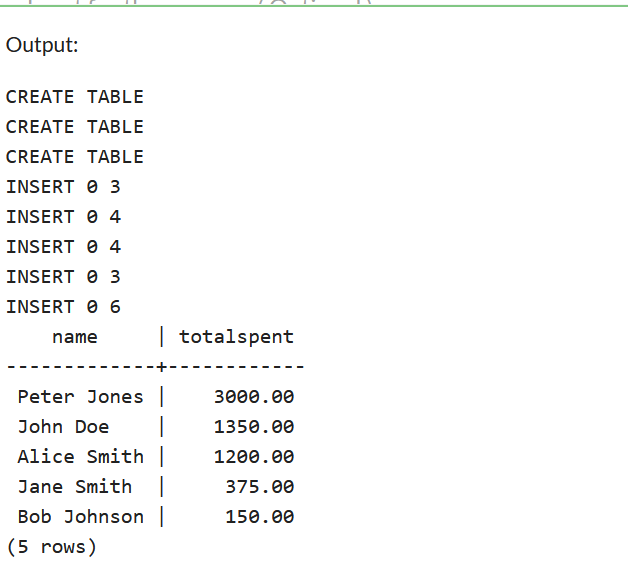 Output:
CREATE TABLE
CREATE TABLE
CREATE TABLE
INSERT 0 3
INSERT 0 4
INSERT 0 4
INSERT 0 3
INSERT 0 6
    name     | totalspent
-------------+------------
 Peter Jones |    3000.00
 John Doe    |    1350.00
 Alice Smith |    1200.00
 Jane Smith  |     375.00
 Bob Johnson |     150.00
(5 rows)